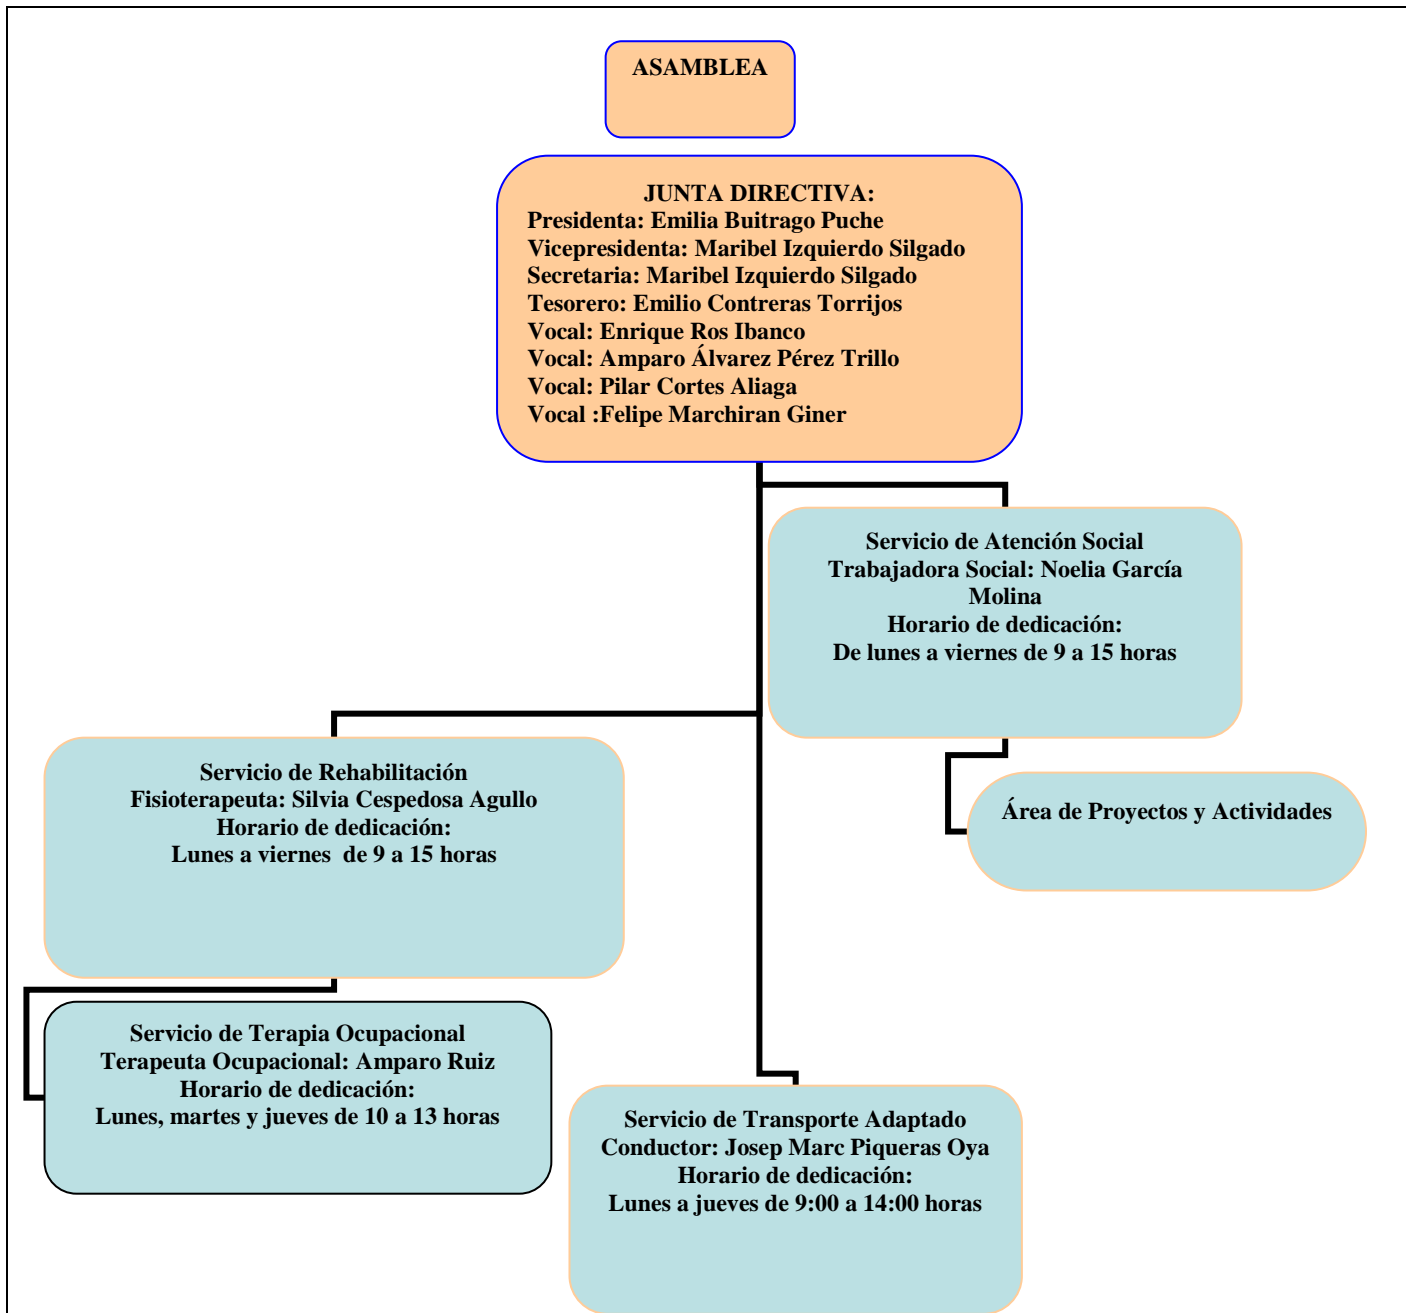 ASAMBLEA
JUNTA DIRECTIVA:
Presidenta: Emilia Buitrago Puche
Vicepresidenta: Maribel Izquierdo Silgado
Secretaria: Maribel Izquierdo Silgado
Tesorero: Emilio Contreras Torrijos
Vocal: Enrique Ros Ibanco
Vocal: Amparo Álvarez Pérez Trillo
Vocal: Pilar Cortes Aliaga
Vocal :Felipe Marchiran Giner
Servicio de Atención Social
Trabajadora Social: Noelia García
Molina
Horario de dedicación:
De lunes a viernes de 9 a 15 horas
Servicio de Rehabilitación
Fisioterapeuta: Silvia Cespedosa Agullo
Horario de dedicación:
Lunes a viernes  de 9 a 15 horas
Área de Proyectos y Actividades
Servicio de Terapia Ocupacional
Terapeuta Ocupacional: Amparo Ruiz
Horario de dedicación:
Lunes, martes y jueves de 10 a 13 horas
Servicio de Transporte Adaptado
Conductor: Josep Marc Piqueras Oya
Horario de dedicación:
Lunes a jueves de 9:00 a 14:00 horas